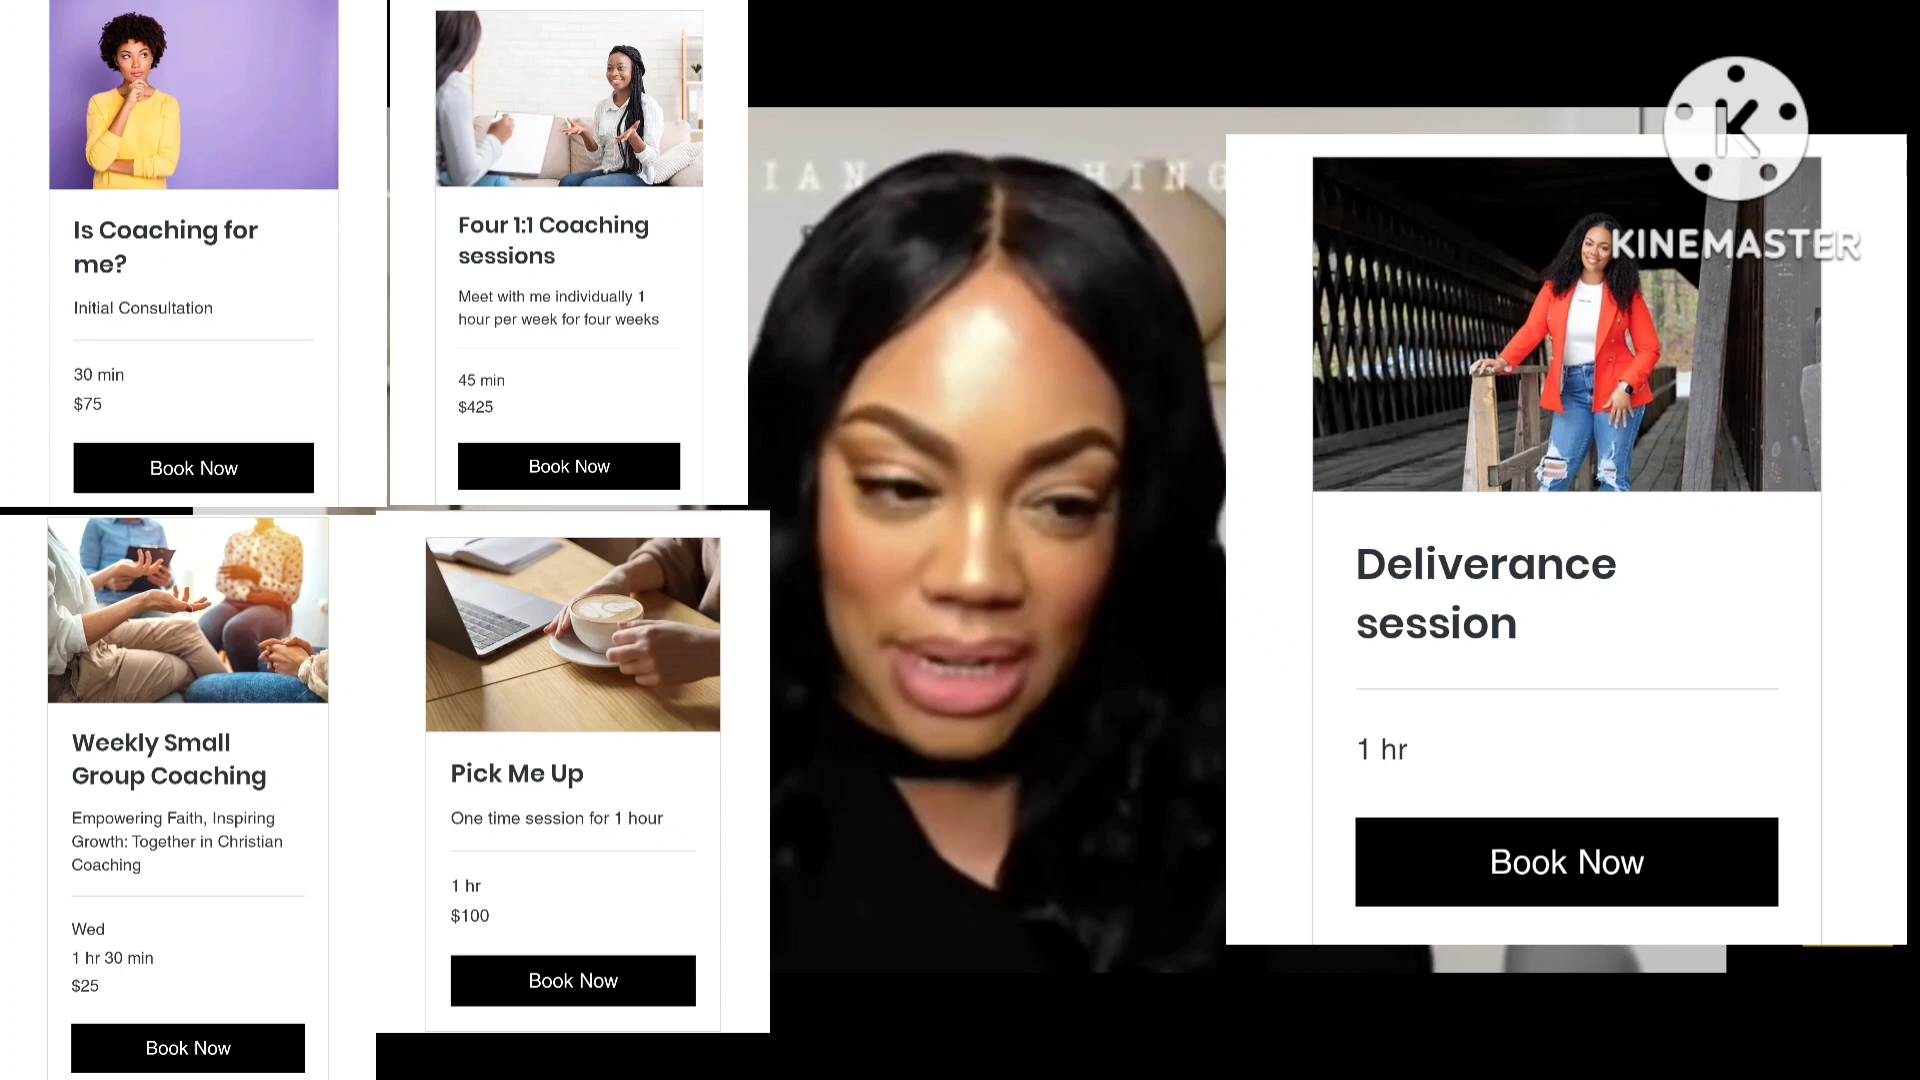 Is Coaching for
me?
Initial Consultation
30 min
$75
Book Now
Four 1:1 Coaching
sessions
Meet with me individually 1
hour per week for four weeks
45 min
$425
Book Now
Weekly Small
Group Coaching
Empowering Faith, Inspiring
Growth: Together in Christian
Coaching
Wed
1 hr 30 min
$25
Book Now
Pick Me Up
One time session for 1 hour
1 hr
$100
Book Now
IAN HING
K
KINEMASTER
Deliverance
session
1 hr
Book Now